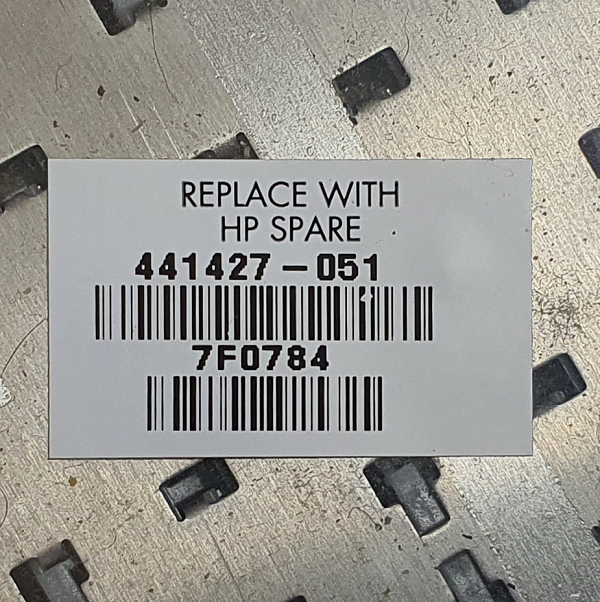 REPLACE WITH
HP SPARE
441427-051
7F0784